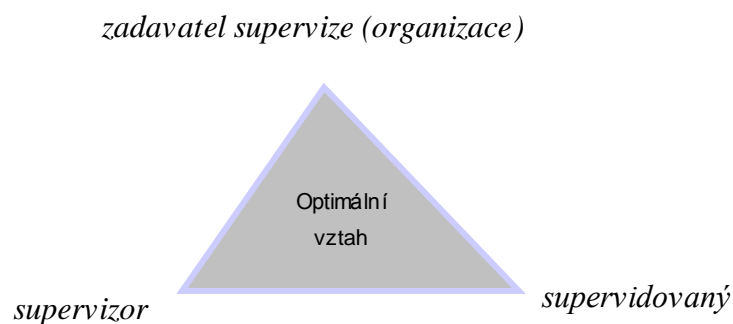 zadavatel supervize (organizace)
Optimální
vztah
supervizor
supervidovaný